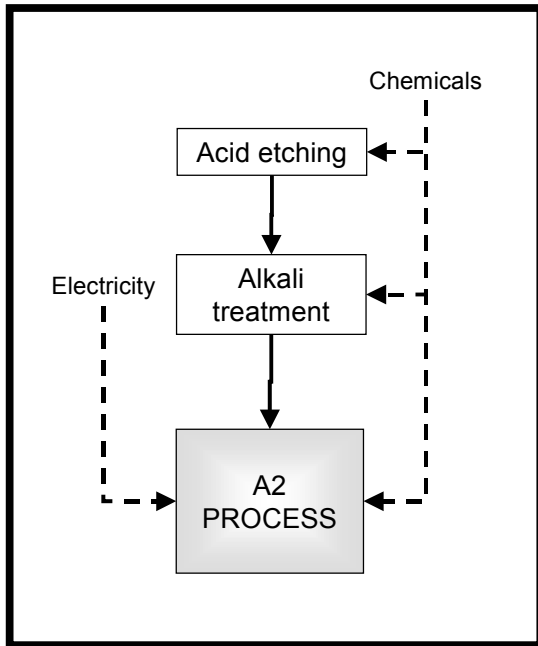 Chemicals
Acid etching
Electricity
Alkali
treatment
A2
PROCESS